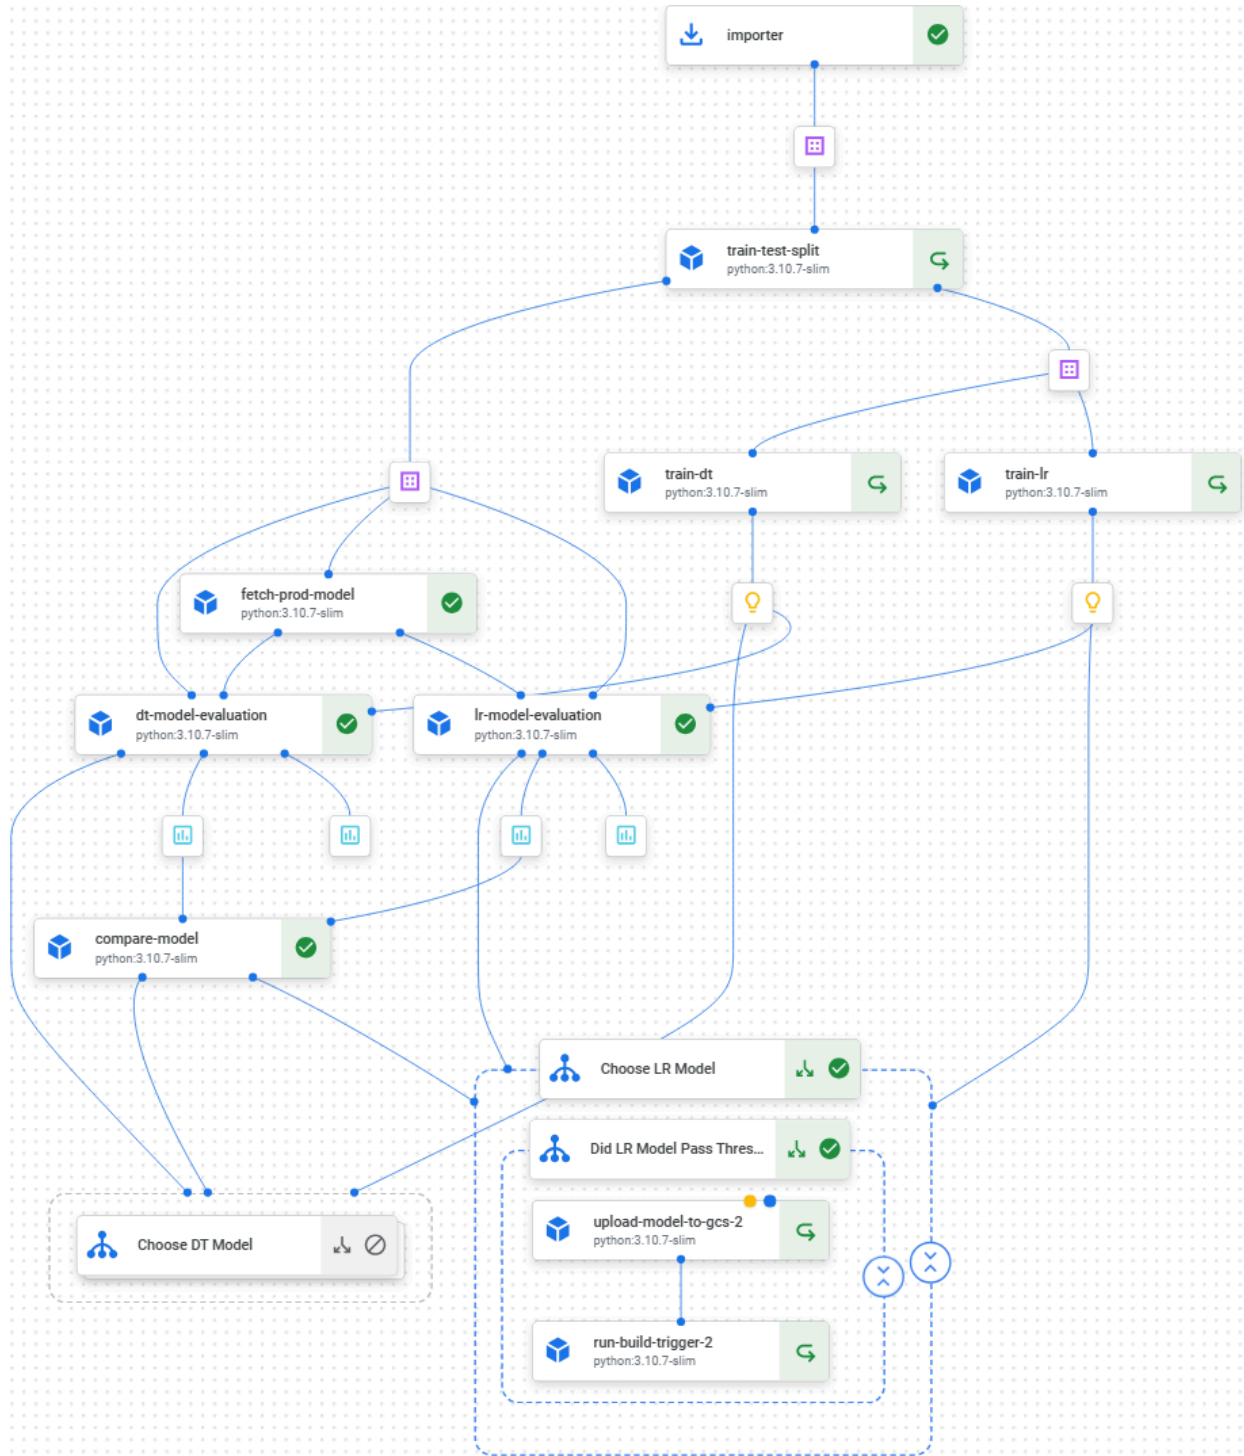 importer
train-test-split
python:3.10.7-slim
train-dt
python:3.10.7-slim
train-lr
python:3.10.7-slim
fetch-prod-model
python:3.10.7-slim
dt-model-evaluation
python:3.10.7-slim
lr-model-evaluation
python:3.10.7-slim
compare-model
python:3.10.7-slim
Choose LR Model
Did LR Model Pass Thres...
upload-model-to-gcs-2
python:3.10.7-slim
Choose DT Model
run-build-trigger-2
python:3.10.7-slim